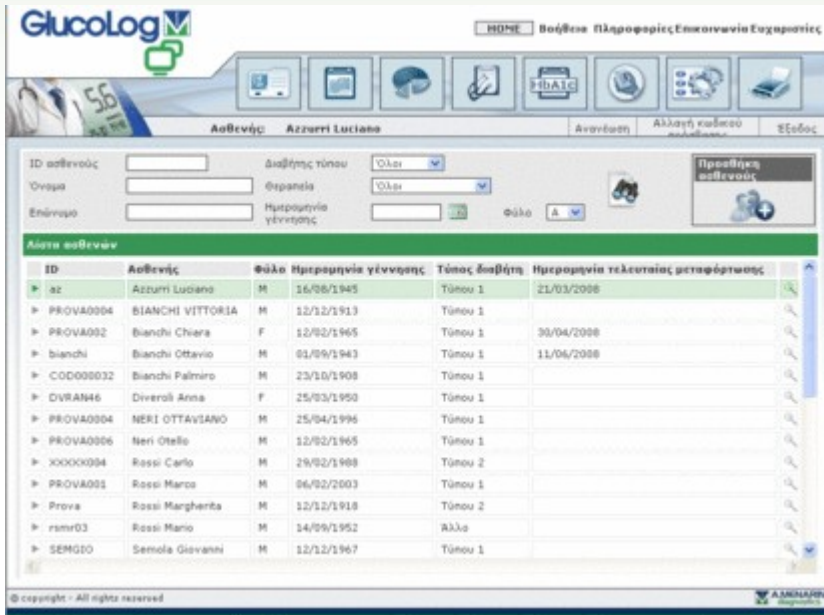 GlucoLog
HOME Βοήθεια Πληροφορίες Επικοινωνία Ευχαριστίες
56
HbA1c
Ασθενής: Azzurri Luciano Ανανέωση Αλλαγή κωδικού Έξοδος
ID ασθενούς Διαβήτης τύπου Όλοι Προσθήκη ασθενούς
Όνομα Θεραπεία Όλοι
Επώνυμο Ημερομηνία γέννησης Φύλο Α
Λίστα ασθενών
ID Ασθενής Φύλο Ημερομηνία γέννησης Τύπος διαβήτη Ημερομηνία τελευταίας μεταφόρτωσης
az Azzurri Luciano M 16/08/1945 Τύπου 1 21/03/2008
PROVA0004 BIANCHI VITTORIA M 12/12/1913 Τύπου 1
PROVA002 Bianchi Chiara F 12/02/1965 Τύπου 1 30/04/2008
bianchi Bianchi Ottavio M 01/09/1943 Τύπου 1 11/06/2008
COD000032 Bianchi Palmiro M 23/10/1908 Τύπου 1
DVRAN46 Diveroli Anna F 25/03/1950 Τύπου 1
PROVA0004 NERI OTTAVIANO M 25/04/1996 Τύπου 1
PROVA0006 Neri Otello M 12/02/1965 Τύπου 1
XXXXX004 Rossi Carlo M 29/02/1988 Τύπου 2
PROVA001 Rossi Marco M 06/02/2003 Τύπου 1
Prova Rossi Margherita M 12/12/1918 Τύπου 2
rsmr03 Rossi Mario M 14/09/1952 Άλλο
SEMGIO Semola Giovanni M 12/12/1967 Τύπου 1
© copyright - All rights reserved A.MENARINI diagnostics